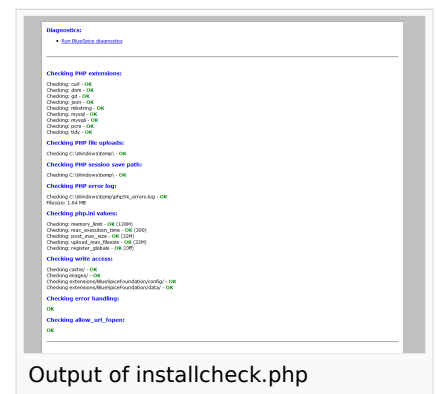 Diagnostics:
Run BlueSpice diagnostics
Checking PHP extensions:
Checking: curl - OK
Checking: dom - OK
Checking: gd - OK
Checking: json - OK
Checking: mbstring - OK
Checking: mysql - OK
Checking: mysqli - OK
Checking: pcre - OK
Checking: tidy - OK
Checking PHP file uploads:
Checking C:\Windows\temp\ - OK
Checking PHP session save path:
Checking C:\Windows\temp\ - OK
Checking PHP error log:
Checking C:\Windows\temp\php54_errors.log - OK
Filesize: 1.64 MB
Checking php.ini values:
Checking: memory_limit - OK (128M)
Checking: max_execution_time - OK (300)
Checking: post_max_size - OK (32M)
Checking: upload_max_filesize - OK (32M)
Checking: register_globals - OK (Off)
Checking write access:
Checking cache/ - OK
Checking images/ - OK
Checking extensions/BlueSpiceFoundation/config/ - OK
Checking extensions/BlueSpiceFoundation/data/ - OK
Checking error handling:
OK
Checking allow_url_fopen:
OK
Output of installcheck.php